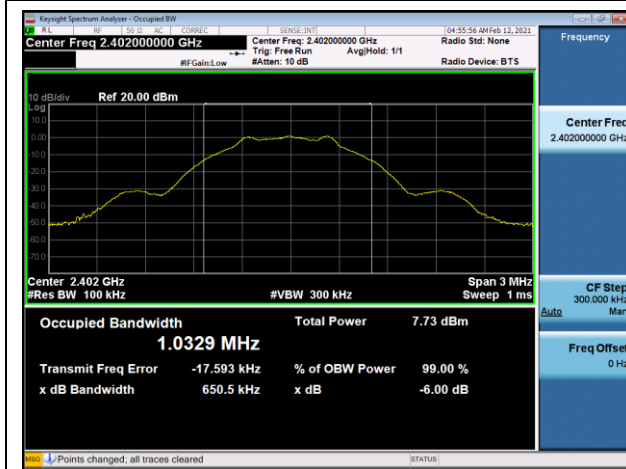 Keysight Spectrum Analyzer - Occupied BW
RL RF 50 Ω AC CORREC SENSE:INT 04:55:56 AM Feb 12, 2021
Center Freq 2.402000000 GHz Center Freq: 2.402000000 GHz Radio Std: None
Trig: Free Run Avg|Hold: 1/1
#IFGain:Low #Atten: 10 dB Radio Device: BTS
Frequency
10 dB/div Ref 20.00 dBm
Log
10.0
0.00
-10.0
-20.0
-30.0
-40.0
-50.0
-60.0
-70.0
Center Freq
2.402000000 GHz
Center 2.402 GHz Span 3 MHz
#Res BW 100 kHz #VBW 300 kHz Sweep 1 ms
CF Step
300.000 kHz
Auto Man
Occupied Bandwidth Total Power 7.73 dBm
1.0329 MHz
Transmit Freq Error -17.593 kHz % of OBW Power 99.00 %
x dB Bandwidth 650.5 kHz x dB -6.00 dB
Freq Offset
0 Hz
MSG Points changed; all traces cleared STATUS